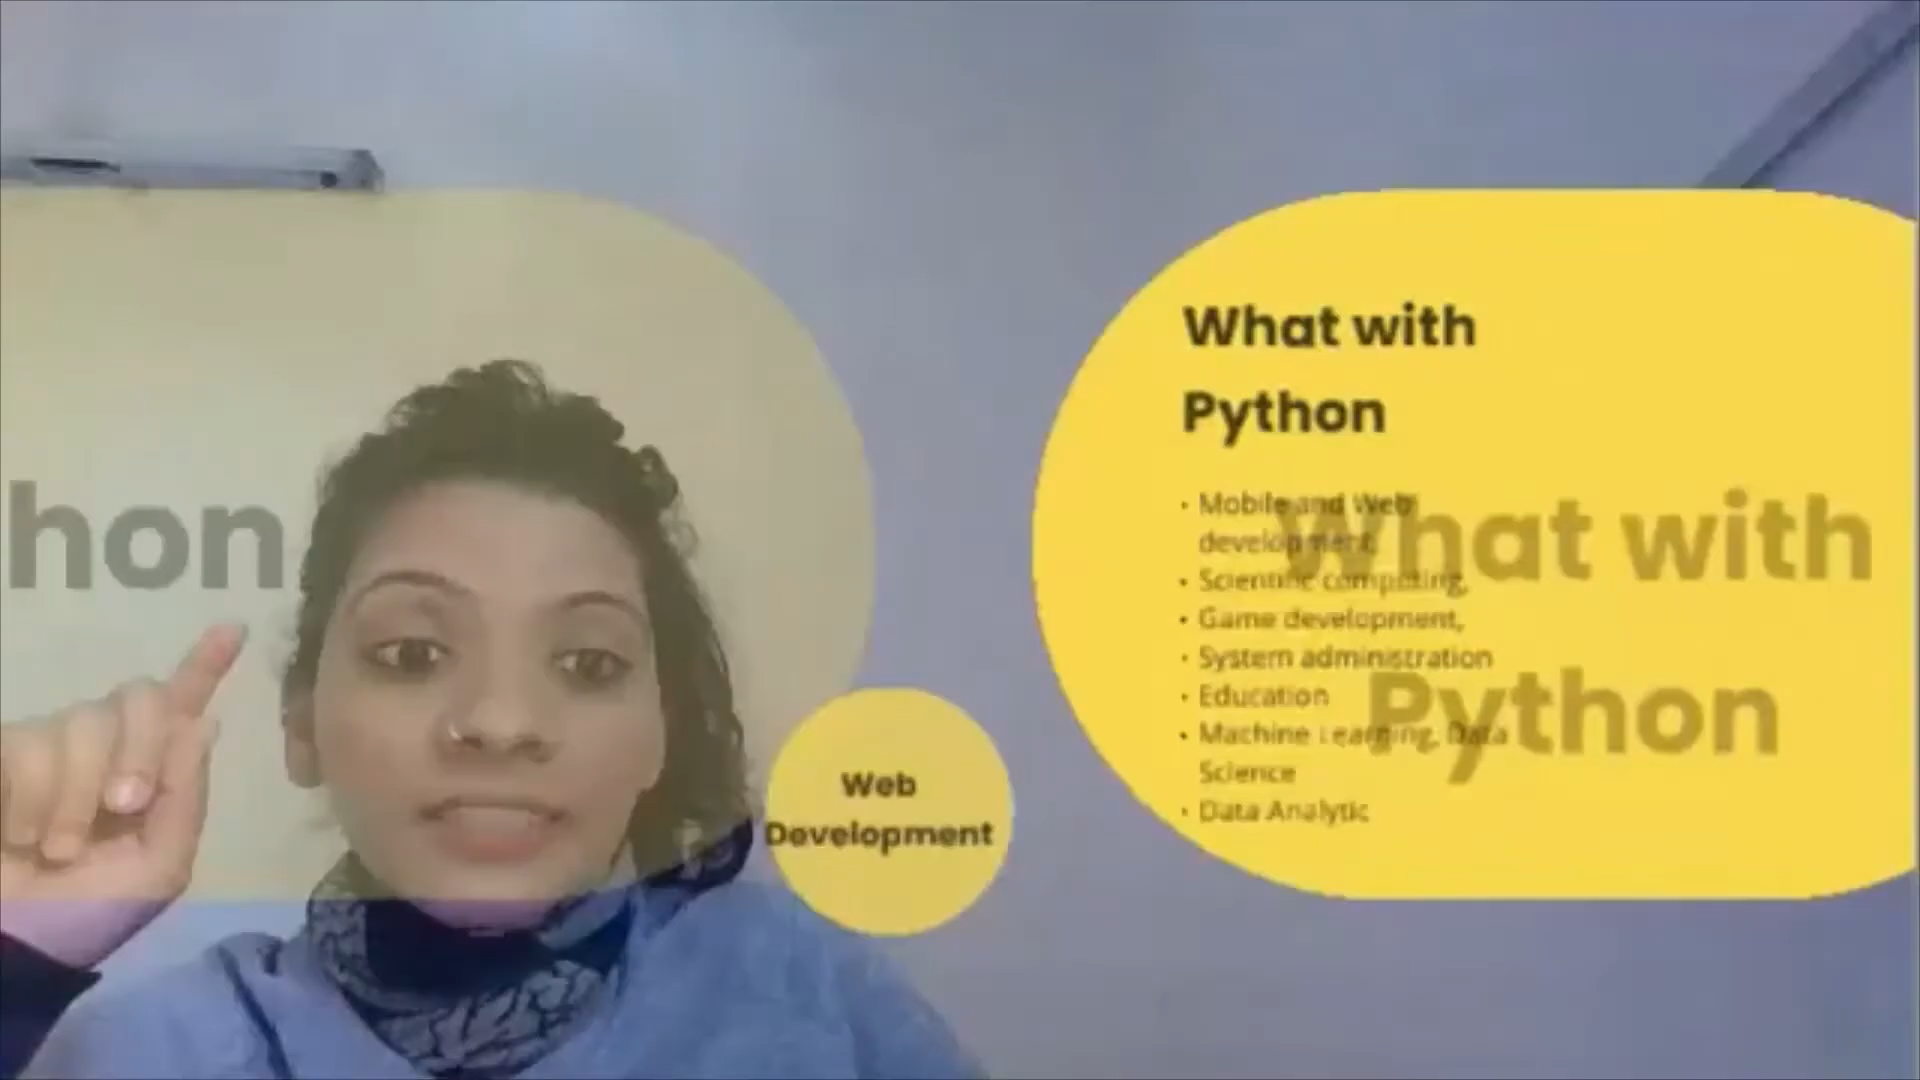 hon
What with
Python
• Mobile and Web
development,
• Scientific computing,
• Game development,
• System administration
• Education
• Machine Learning, Data
Science
• Data Analytic
What with
Python
Web
Development